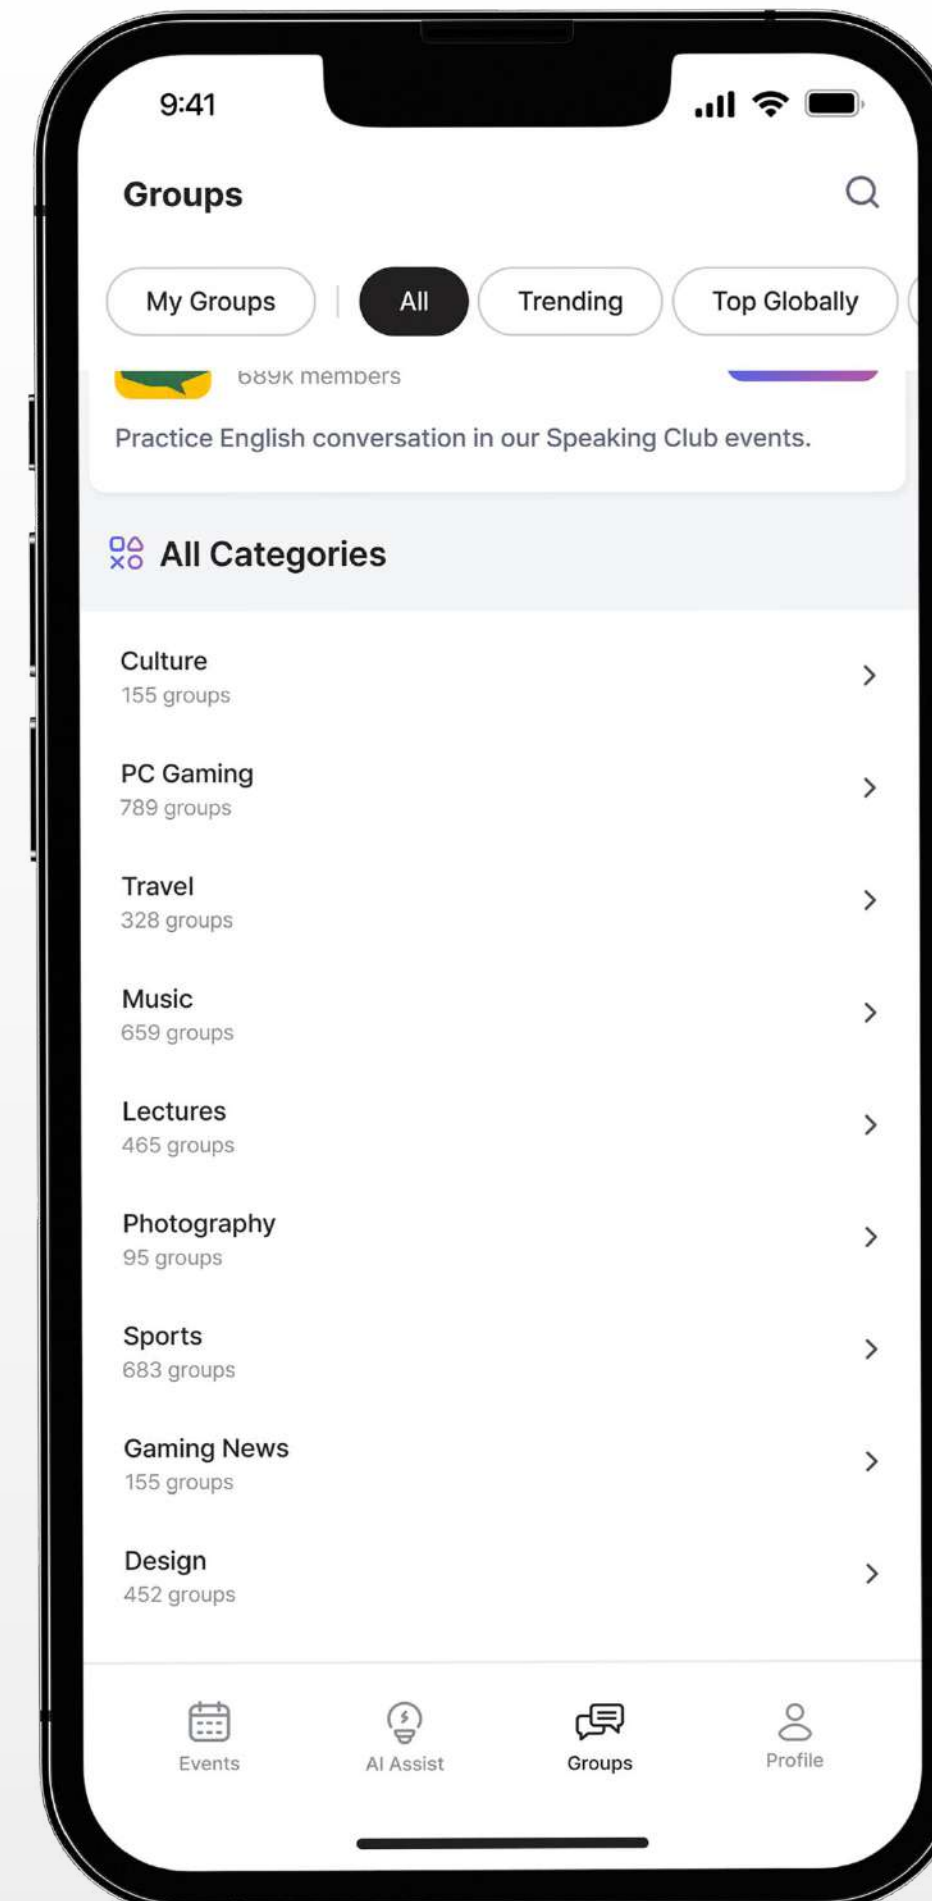 9:41
Groups
My Groups
All
Trending
Top Globally
689k members
Practice English conversation in our Speaking Club events.
All Categories
Culture
155 groups
PC Gaming
789 groups
Travel
328 groups
Music
659 groups
Lectures
465 groups
Photography
95 groups
Sports
683 groups
Gaming News
155 groups
Design
452 groups
Events
AI Assist
Groups
Profile